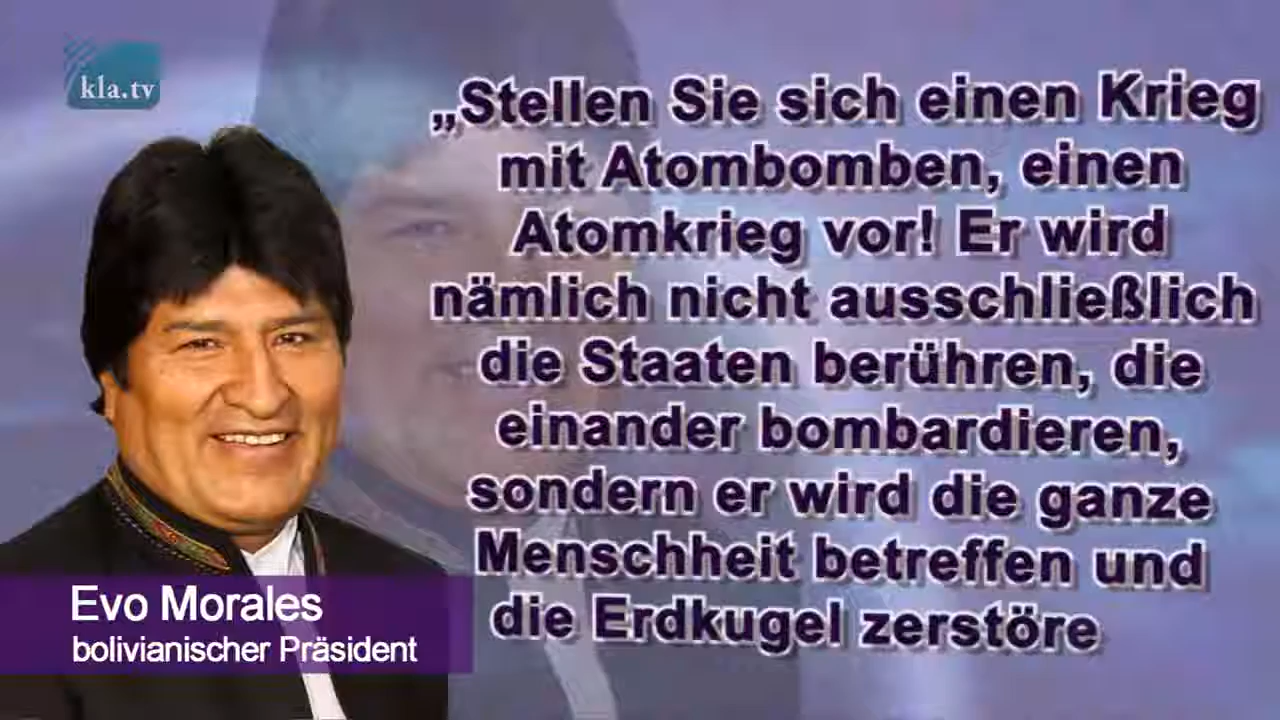 kla.tv
„Stellen Sie sich einen Krieg
mit Atombomben, einen
Atomkrieg vor! Er wird
nämlich nicht ausschließlich
die Staaten berühren, die
einander bombardieren,
sondern er wird die ganze
Menschheit betreffen und
die Erdkugel zerstöre
Evo Morales
bolivianischer Präsident